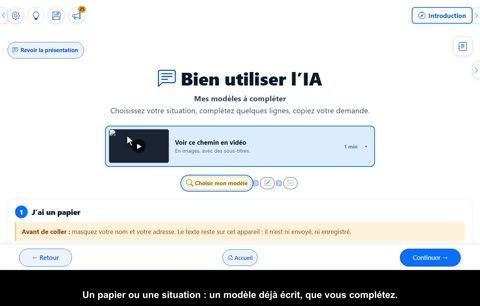 25
Introduction
Revoir la présentation
Bien utiliser l'IA
Mes modèles à compléter
Choisissez votre situation, complétez quelques lignes, copiez votre demande.
Voir ce chemin en vidéo
En images, avec des sous-titres.
1 min
Choisir mon modèle
1 J'ai un papier
Avant de coller : masquez votre nom et votre adresse. Le texte reste sur cet appareil : il n'est ni envoyé, ni enregistré.
← Retour
Accueil
Continuer →
Un papier ou une situation : un modèle déjà écrit, que vous complétez.